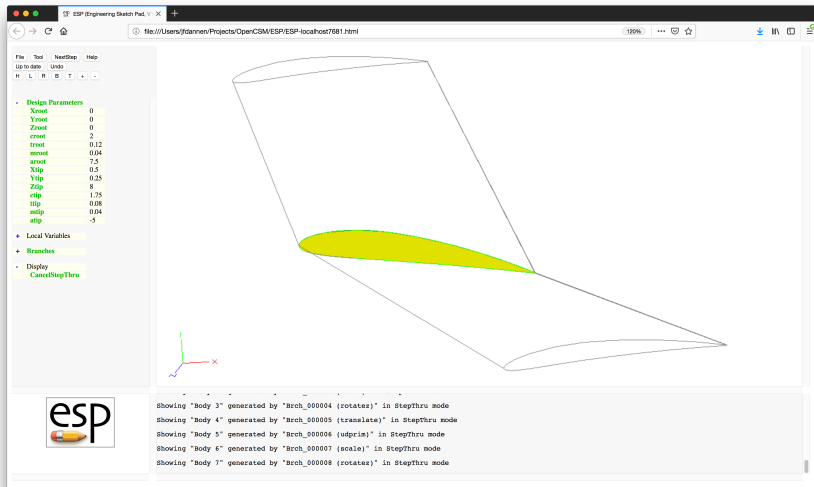 ESP (Engineering Sketch Pad, V
file:///Users/jfdannen/Projects/OpenCSM/ESP/ESP-localhost7681.html
120%
File Tool NextStep Help
Up to date Undo
H L R B T + -
- Design Parameters
Xroot 0
Yroot 0
Zroot 0
croot 2
troot 0.12
mroot 0.04
aroot 7.5
Xtip 0.5
Ytip 0.25
Ztip 8
ctip 1.75
ttip 0.08
mtip 0.04
atip -5
+ Local Variables
+ Branches
- Display
CancelStepThru
X
esp
Showing "Body 3" generated by "Brch_000004 (rotatez)" in StepThru mode
Showing "Body 4" generated by "Brch_000005 (translate)" in StepThru mode
Showing "Body 5" generated by "Brch_000006 (udprim)" in StepThru mode
Showing "Body 6" generated by "Brch_000007 (scale)" in StepThru mode
Showing "Body 7" generated by "Brch_000008 (rotatez)" in StepThru mode